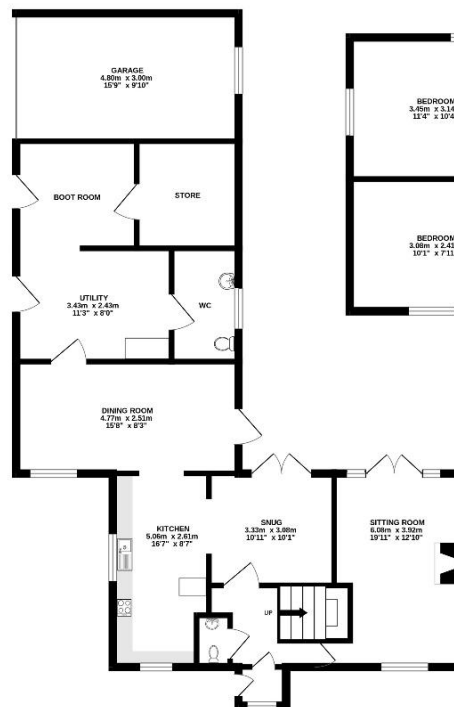 GARAGE
4.80m x 3.00m
15'9" x 9'10"
BEDROOM
3.45m x 3.14
11'4" x 10'4
BOOT ROOM
STORE
BEDROOM
3.08m x 2.41
10'1" x 7'11
UTILITY
3.43m x 2.43m
11'3" x 8'0"
WC
DINING ROOM
4.77m x 2.51m
15'8" x 8'3"
KITCHEN
5.06m x 2.61m
16'7" x 8'7"
SNUG
3.33m x 3.08m
10'11" x 10'1"
SITTING ROOM
6.08m x 3.92m
19'11" x 12'10"
UP